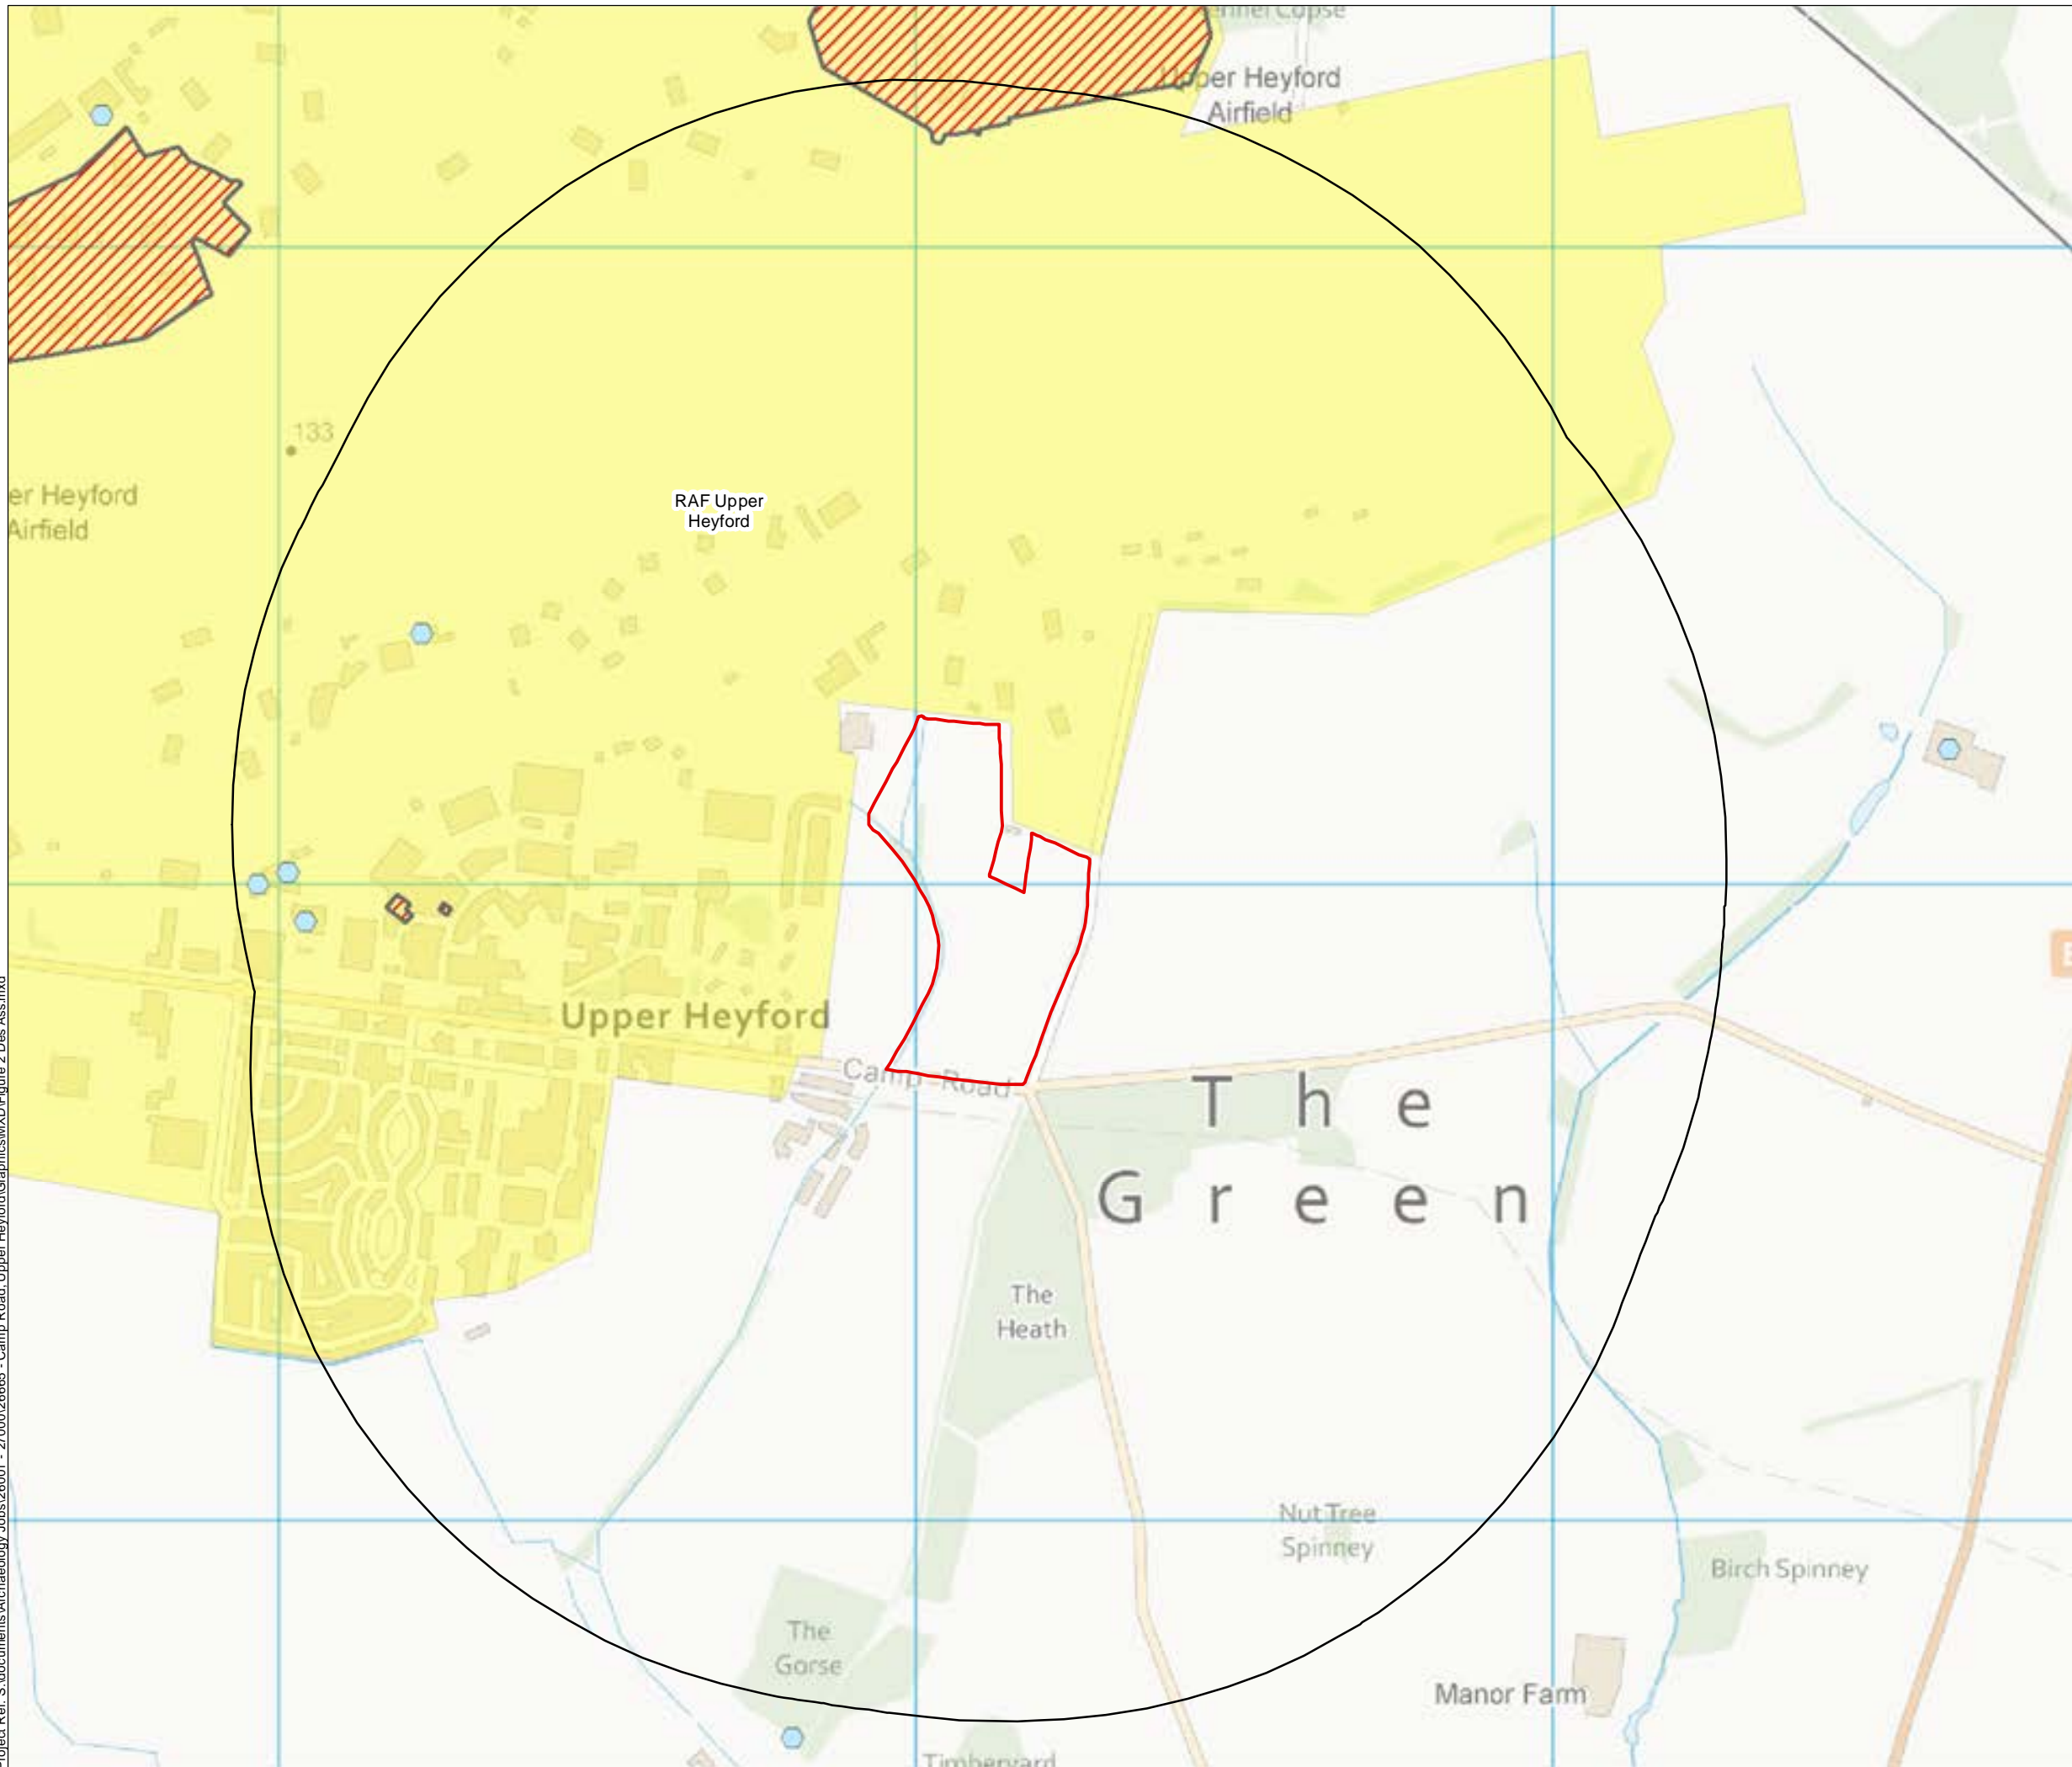 Upper Heyford
Airfield
133
er Heyford
Airfield
RAF Upper
Heyford
Upper Heyford
Camp Road
The
Green
The
Heath
Nut Tree
Spinney
Birch Spinney
The
Gorse
Manor Farm
Timberyard